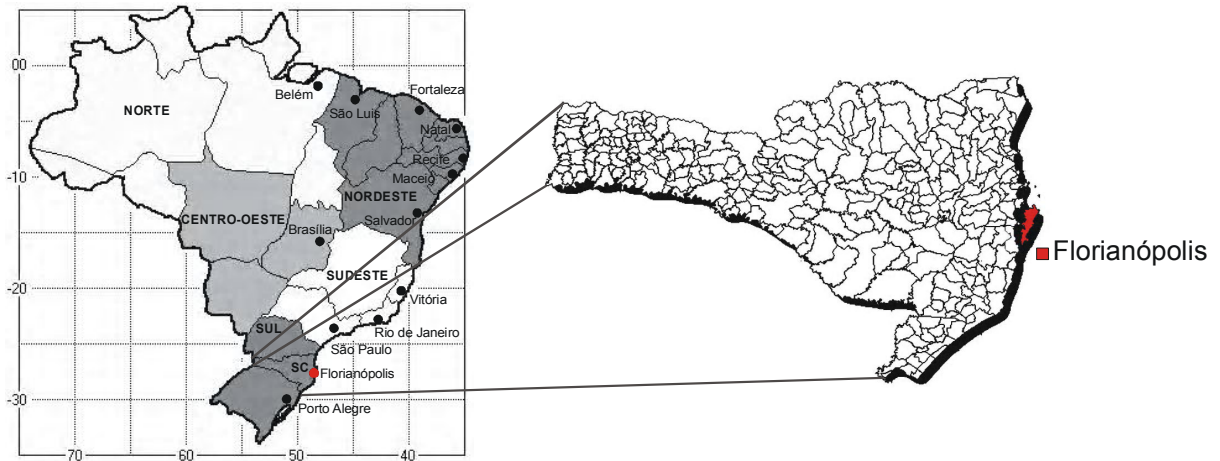 00
-10
-20
-30
70
60
50
40
NORTE
Belém
São Luis
Fortaleza
Natal
Recife
Maceió
NORDESTE
CENTRO-OESTE
Salvador
Brasília
SUDESTE
Vitória
SUL
Rio de Janeiro
São Paulo
SC
Florianópolis
Porto Alegre
Florianópolis